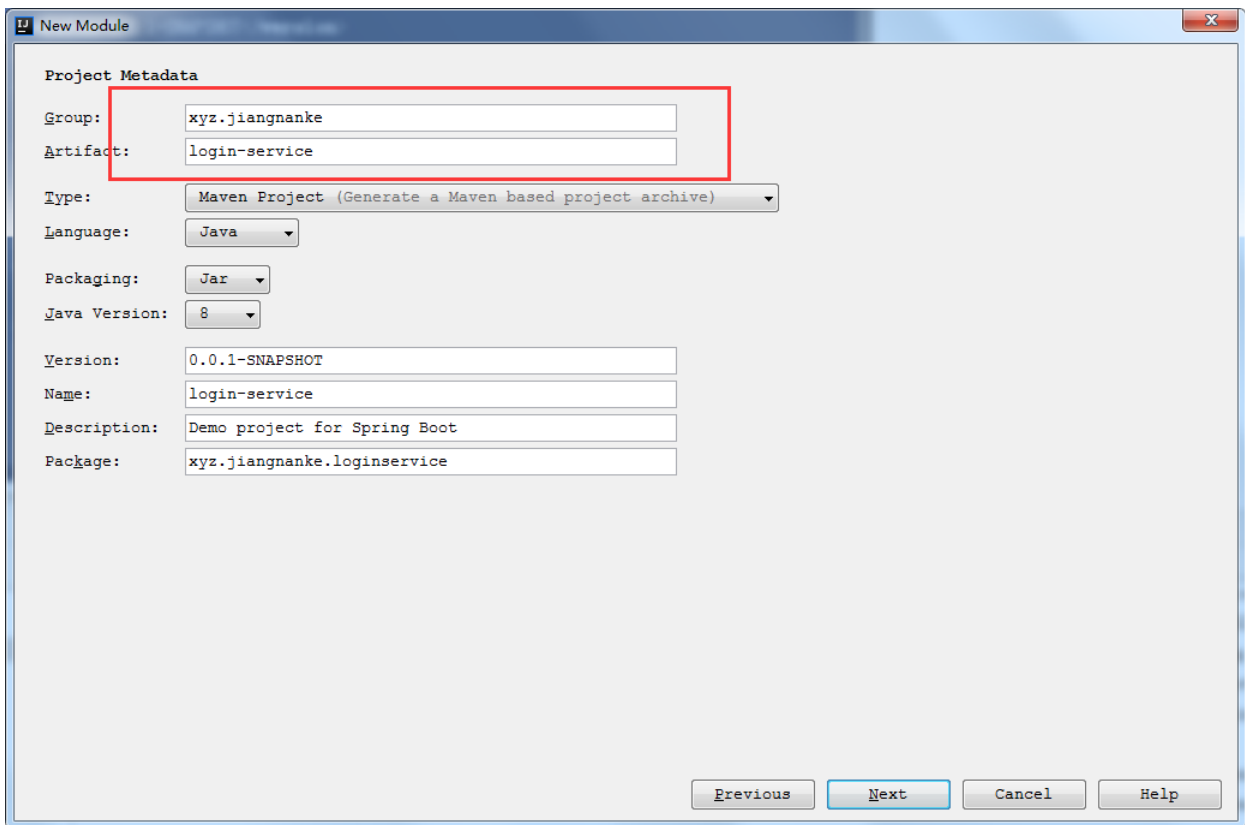 New Module
Project Metadata
Group: xyz.jiangnanke
Artifact: login-service
Type: Maven Project (Generate a Maven based project archive)
Language: Java
Packaging: Jar
Java Version: 8
Version: 0.0.1-SNAPSHOT
Name: login-service
Description: Demo project for Spring Boot
Package: xyz.jiangnanke.loginservice
Previous Next Cancel Help